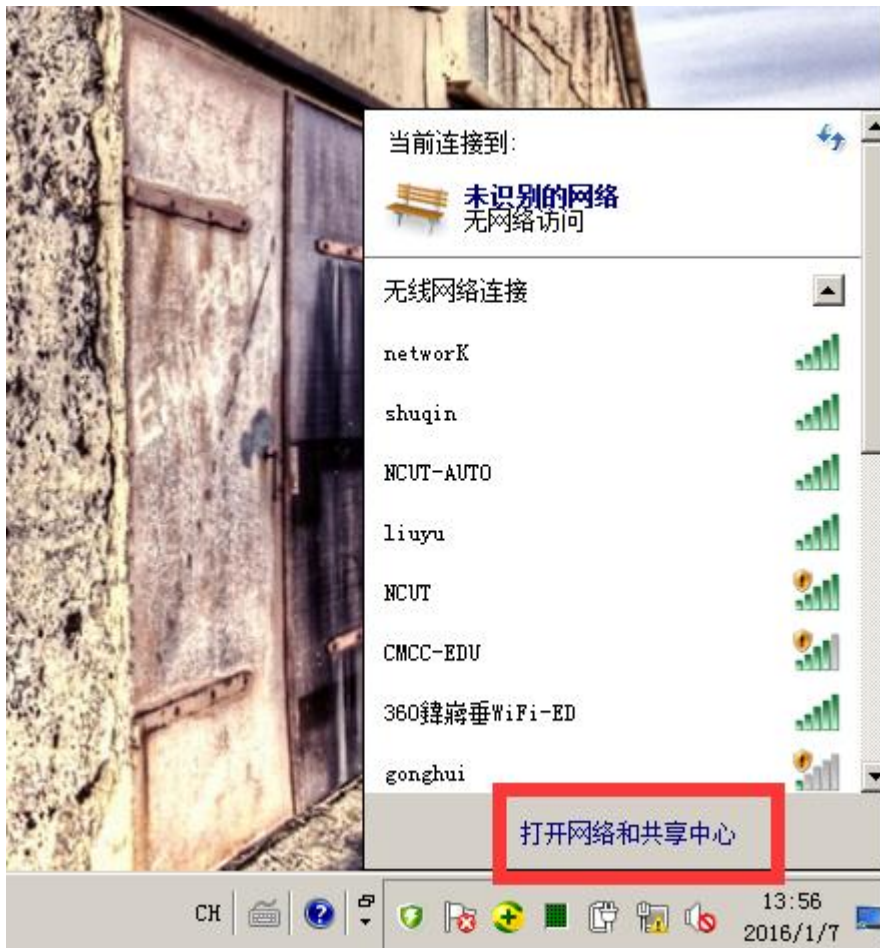 当前连接到:
未识别的网络
无网络访问
无线网络连接
networK
shuqin
NCUT-AUTO
liuyu
NCUT
CMCC-EDU
360鍏嶈垂WiFi-ED
gonghui
打开网络和共享中心
CH
13:56
2016/1/7